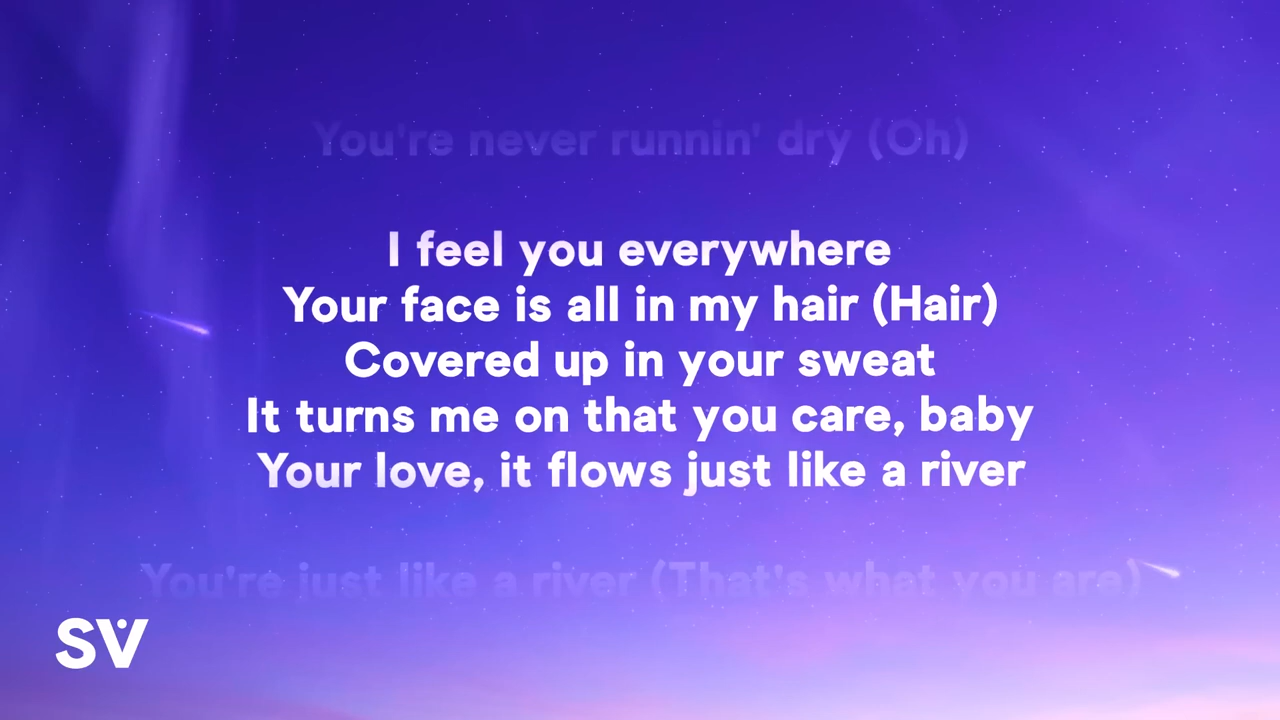 You're never runnin' dry (Oh)
I feel you everywhere
Your face is all in my hair (Hair)
Covered up in your sweat
It turns me on that you care, baby
Your love, it flows just like a river
You're just like a river (That's what you are)
SV